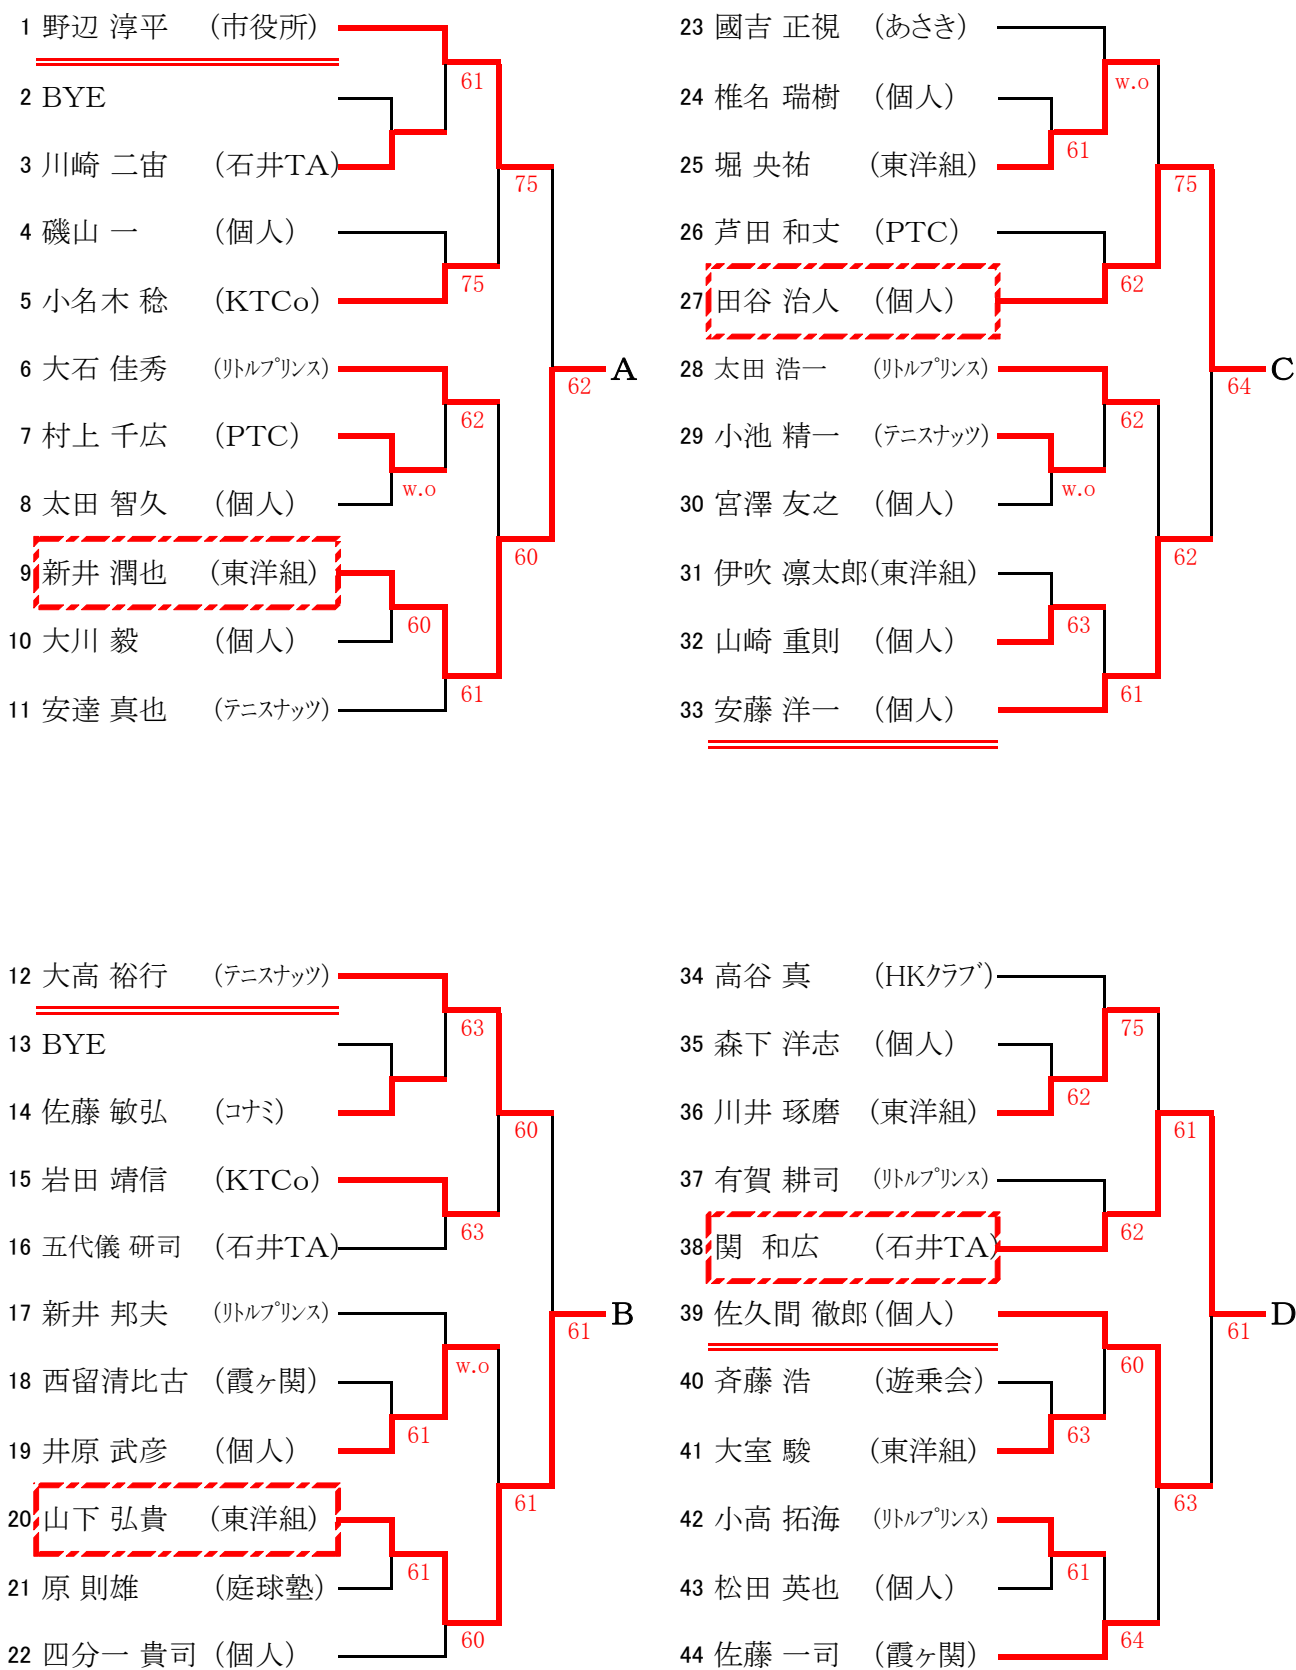 1 野辺 淳平 (市役所)
61
2 BYE
3 川崎 二宙 (石井TA)
75
4 磯山 一 (個人)
75
5 小名木 稔 (KTCo)
6 大石 佳秀 (ﾘﾄﾙﾌﾟﾘﾝｽ)
62 A
62
7 村上 千広 (PTC)
w.o
8 太田 智久 (個人)
60
9 新井 潤也 (東洋組)
60
10 大川 毅 (個人)
61
11 安達 真也 (ﾃﾆｽﾅｯﾂ)
23 國吉 正視 (あさき)
w.o
24 椎名 瑞樹 (個人)
61
25 堀 央祐 (東洋組)
75
26 芦田 和丈 (PTC)
62
27 田谷 治人 (個人)
28 太田 浩一 (ﾘﾄﾙﾌﾟﾘﾝｽ)
64 C
62
29 小池 精一 (ﾃﾆｽﾅｯﾂ)
w.o
30 宮澤 友之 (個人)
62
31 伊吹 凛太郎(東洋組)
63
32 山崎 重則 (個人)
61
33 安藤 洋一 (個人)
12 大高 裕行 (ﾃﾆｽﾅｯﾂ)
63
13 BYE
14 佐藤 敏弘 (ｺﾅﾐ)
60
15 岩田 靖信 (KTCo)
63
16 五代儀 研司 (石井TA)
17 新井 邦夫 (ﾘﾄﾙﾌﾟﾘﾝｽ)
61 B
w.o
18 西留清比古 (霞ヶ関)
61
19 井原 武彦 (個人)
61
20 山下 弘貴 (東洋組)
61
21 原 則雄 (庭球塾)
60
22 四分一 貴司 (個人)
34 高谷 真 (HKｸﾗﾌﾞ)
75
35 森下 洋志 (個人)
62
36 川井 琢磨 (東洋組)
61
37 有賀 耕司 (ﾘﾄﾙﾌﾟﾘﾝｽ)
62
38 関 和広 (石井TA)
39 佐久間 徹郎(個人)
61 D
60
40 斉藤 浩 (遊乗会)
63
41 大室 駿 (東洋組)
63
42 小高 拓海 (ﾘﾄﾙﾌﾟﾘﾝｽ)
61
43 松田 英也 (個人)
64
44 佐藤 一司 (霞ヶ関)